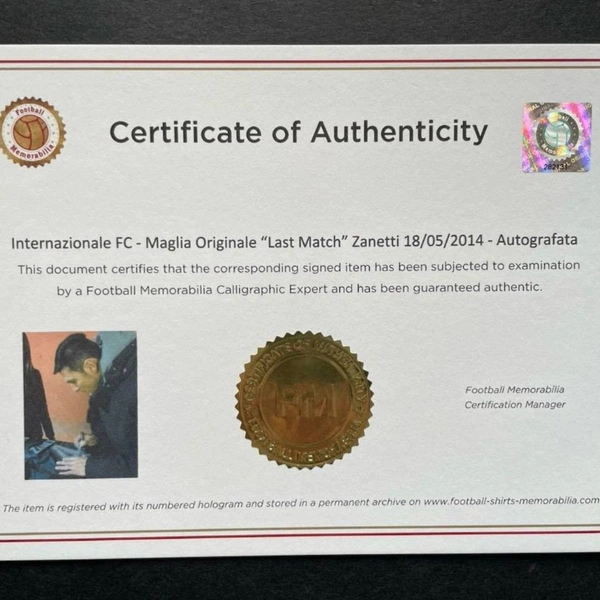 Football
Memorabilia
Certificate of Authenticity
282131
Internazionale FC - Maglia Originale “Last Match” Zanetti 18/05/2014 - Autografata
This document certifies that the corresponding signed item has been subjected to examination
by a Football Memorabilia Calligraphic Expert and has been guaranteed authentic.
FM
Football Memorabilia
Certification Manager
The item is registered with its numbered hologram and stored in a permanent archive on www.football-shirts-memorabilia.com